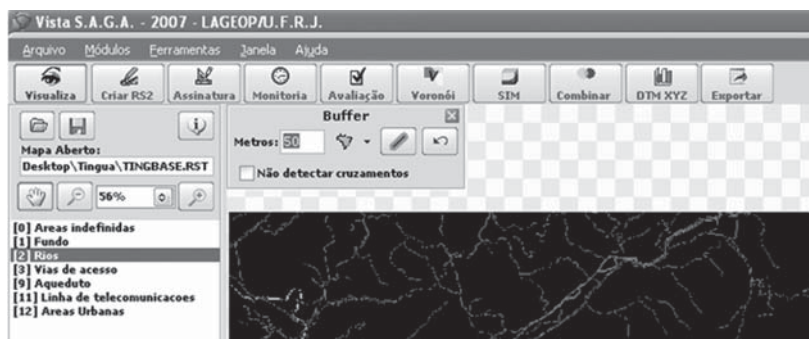 Vista S.A.G.A. - 2007 - LAGEOP/U.F.R.J.
Arquivo Módulos Ferramentas Janela Ajuda
Visualiza Criar RS2 Assinatura Monitoria Avaliação Voronói SIM Combinar DTM XYZ Exportar
Buffer
Metros: 50
Não detectar cruzamentos
Mapa Aberto:
Desktop\Tingua\TINGBASE.RST
56%
[0] Areas indefinidas
[1] Fundo
[2] Rios
[3] Vias de acesso
[9] Aqueduto
[11] Linha de telecomunicacoes
[12] Areas Urbanas